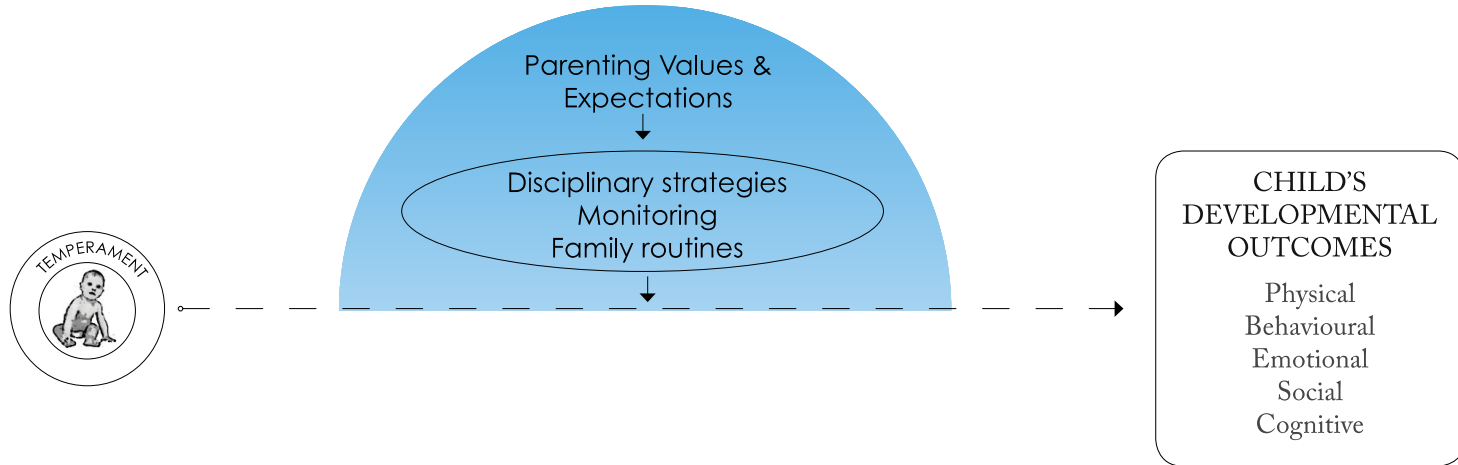 Parenting Values &
Expectations
Disciplinary strategies
Monitoring
Family routines
TEMPERAMENT
CHILD'S
DEVELOPMENTAL
OUTCOMES
Physical
Behavioural
Emotional
Social
Cognitive